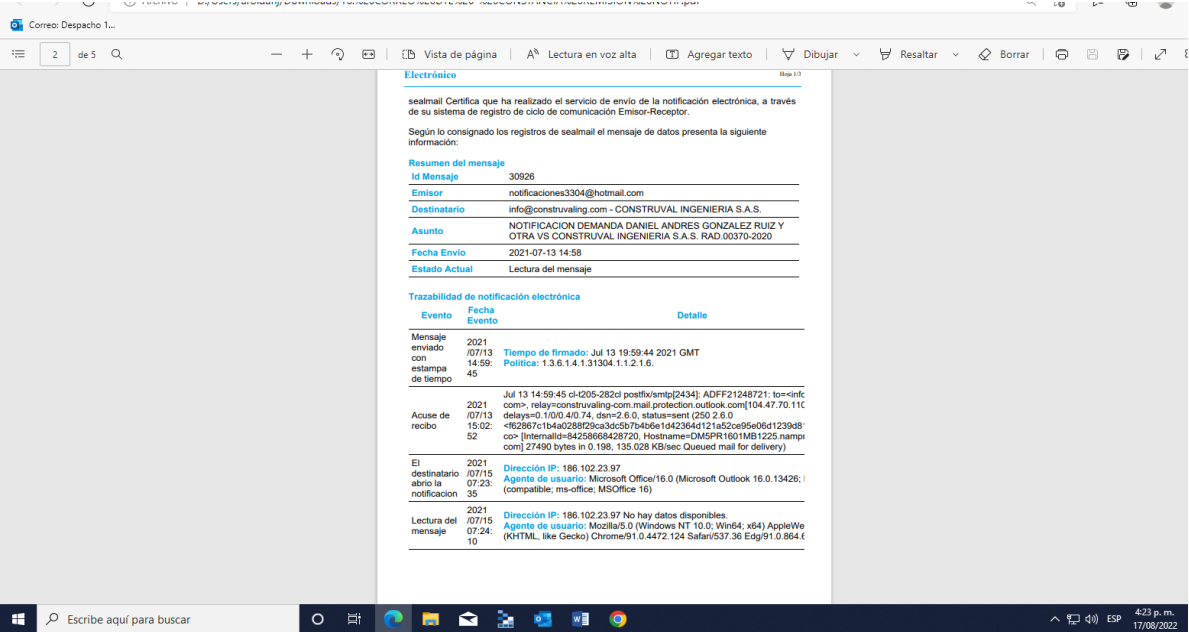 Correo: Despacho 1...
2 de 5
Vista de página
Lectura en voz alta
Agregar texto
Dibujar
Resaltar
Borrar
Electrónico
Hoja 1/3
sealmail Certifica que ha realizado el servicio de envío de la notificación electrónica, a través
de su sistema de registro de ciclo de comunicación Emisor-Receptor.
Según lo consignado los registros de sealmail el mensaje de datos presenta la siguiente
información:
Resumen del mensaje
Id Mensaje 30926
Emisor notificaciones3304@hotmail.com
Destinatario info@construvaling.com - CONSTRUVAL INGENIERIA S.A.S.
Asunto NOTIFICACION DEMANDA DANIEL ANDRES GONZALEZ RUIZ Y
OTRA VS CONSTRUVAL INGENIERIA S.A.S. RAD.00370-2020
Fecha Envio 2021-07-13 14:58
Estado Actual Lectura del mensaje
Trazabilidad de notificación electrónica
Evento Fecha Evento Detalle
Mensaje
enviado
con
estampa
de tiempo
2021
/07/13
14:59:
45
Tiempo de firmado: Jul 13 19:59:44 2021 GMT
Política: 1.3.6.1.4.1.31304.1.1.2.1.6.
Acuse de
recibo
2021
/07/13
15:02:
52
Jul 13 14:59:45 cl-t205-282cl postfix/smtp[2434]: ADFF21248721: to=<info
com>, relay=construvaling-com.mail.protection.outlook.com[104.47.70.110
delays=0.1/0/0.4/0.74, dsn=2.6.0, status=sent (250 2.6.0
<f62867c1b4a0288f29ca3dc5b7b4b6e1d42364d121a52ce95e06d1239d8
co> [InternalId=84258668428720, Hostname=DM5PR1601MB1225.nampr
com] 27490 bytes in 0.198, 135.028 KB/sec Queued mail for delivery)
El
destinatario
abrio la
notificacion
2021
/07/15
07:23:
35
Dirección IP: 186.102.23.97
Agente de usuario: Microsoft Office/16.0 (Microsoft Outlook 16.0.13426;
(compatible; ms-office; MSOffice 16)
Lectura del
mensaje
2021
/07/15
07:24:
10
Dirección IP: 186.102.23.97 No hay datos disponibles.
Agente de usuario: Mozilla/5.0 (Windows NT 10.0; Win64; x64) AppleWe
(KHTML, like Gecko) Chrome/91.0.4472.124 Safari/537.36 Edg/91.0.864.6
Escribe aquí para buscar
ESP
4:23 p. m.
17/08/2022